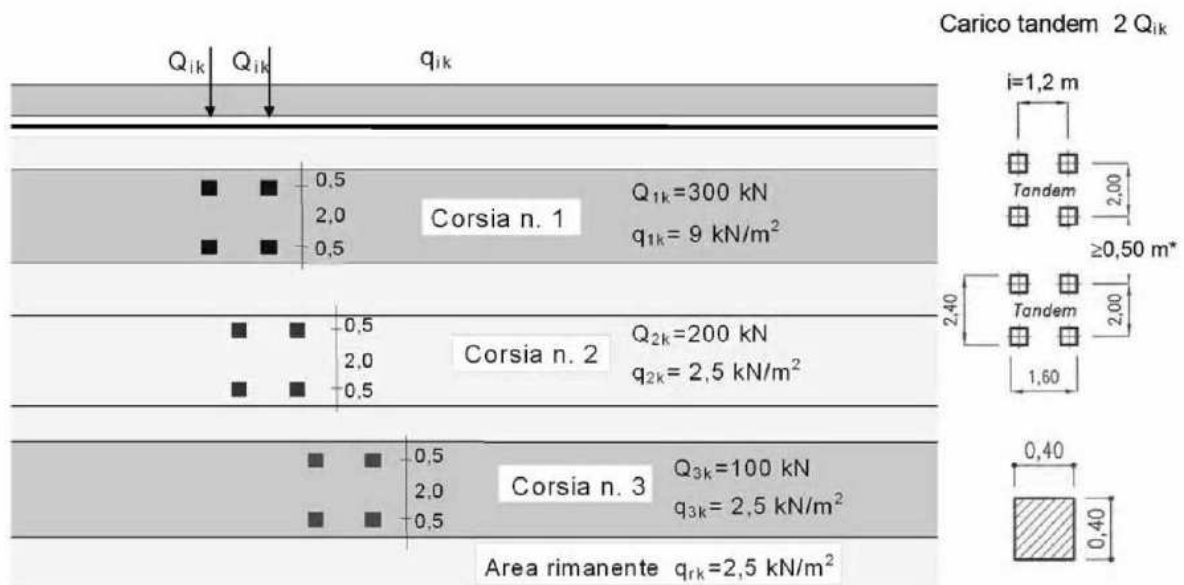 Carico tandem 2 Qik
Qik Qik qik
i=1,2 m
0,5
2,0
0,5
Corsia n. 1
Q1k=300 kN
q1k= 9 kN/m²
Tandem
2,00
≥0,50 m*
0,5
2,0
0,5
Corsia n. 2
Q2k=200 kN
q2k= 2,5 kN/m²
2,40
Tandem
2,00
1,60
0,5
2,0
0,5
Corsia n. 3
Q3k=100 kN
q3k= 2,5 kN/m²
0,40
0,40
Area rimanente qrk=2,5 kN/m²